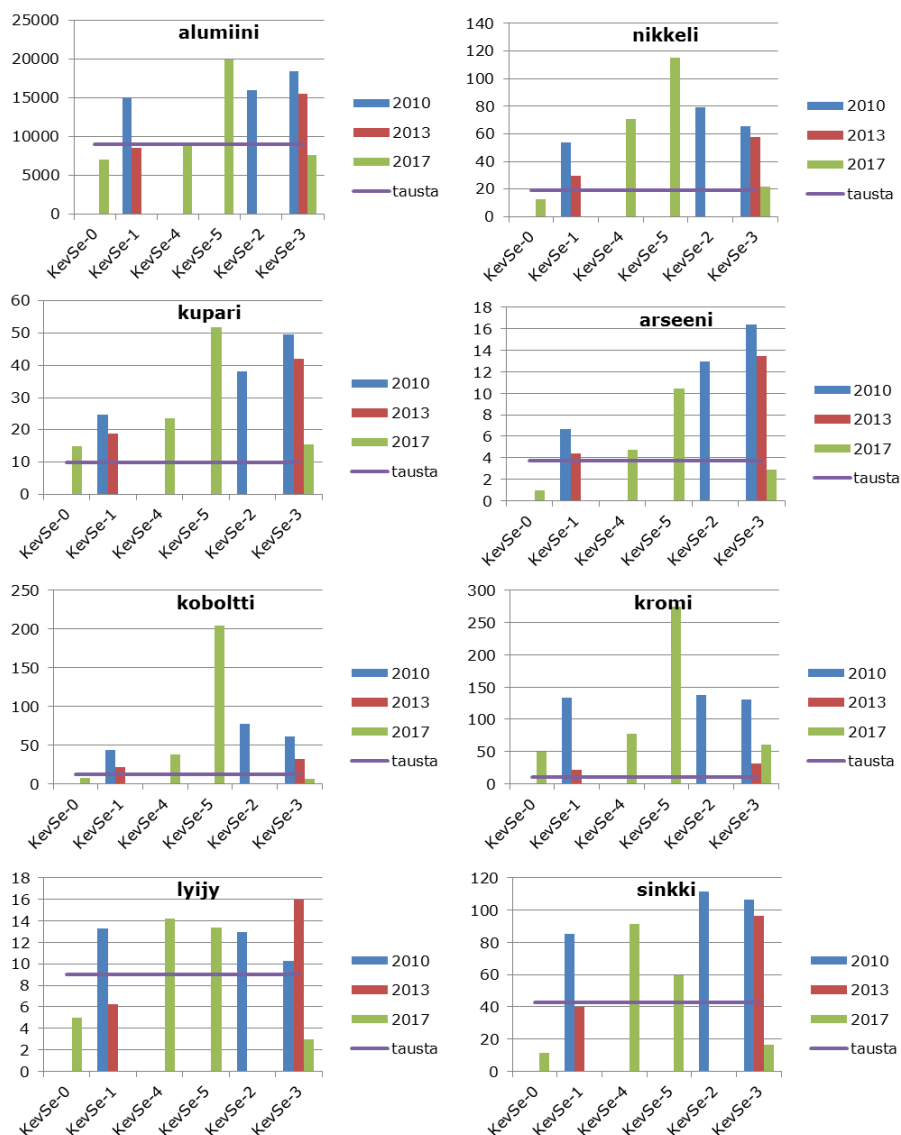 alumiini
25000
20000
15000
10000
5000
0
KevSe-0
KevSe-1
KevSe-4
KevSe-5
KevSe-2
KevSe-3
2010
2013
2017
tausta
nikkeli
140
120
100
80
60
40
20
0
KevSe-0
KevSe-1
KevSe-4
KevSe-5
KevSe-2
KevSe-3
2010
2013
2017
tausta
kupari
60
50
40
30
20
10
0
KevSe-0
KevSe-1
KevSe-4
KevSe-5
KevSe-2
KevSe-3
2010
2013
2017
tausta
arseeni
18
16
14
12
10
8
6
4
2
0
KevSe-0
KevSe-1
KevSe-4
KevSe-5
KevSe-2
KevSe-3
2010
2013
2017
tausta
koboltti
250
200
150
100
50
0
KevSe-0
KevSe-1
KevSe-4
KevSe-5
KevSe-2
KevSe-3
2010
2013
2017
tausta
kromi
300
250
200
150
100
50
0
KevSe-0
KevSe-1
KevSe-4
KevSe-5
KevSe-2
KevSe-3
2010
2013
2017
tausta
lyijy
18
16
14
12
10
8
6
4
2
0
KevSe-0
KevSe-1
KevSe-4
KevSe-5
KevSe-2
KevSe-3
2010
2013
2017
tausta
sinkki
120
100
80
60
40
20
0
KevSe-0
KevSe-1
KevSe-4
KevSe-5
KevSe-2
KevSe-3
2010
2013
2017
tausta